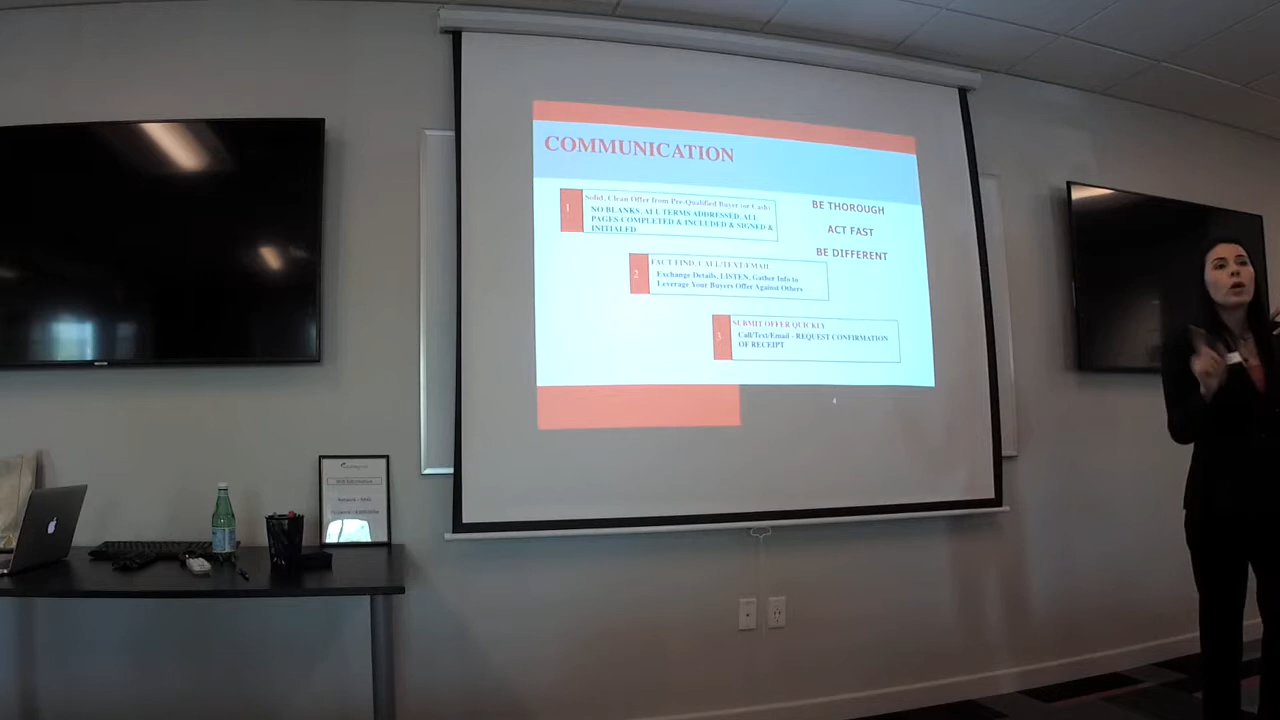 COMMUNICATION
1
Solid, Clean Offer from Pre-Qualified Buyer (or Cash)
NO BLANKS, ALL TERMS ADDRESSED, ALL
PAGES COMPLETED & INCLUDED & SIGNED &
INITIALED
BE THOROUGH
ACT FAST
BE DIFFERENT
2
FACT FIND, CALL/TEXT/EMAIL
Exchange Details, LISTEN, Gather Info to
Leverage Your Buyers Offer Against Others
3
SUBMIT OFFER QUICKLY
Call/Text/Email - REQUEST CONFIRMATION
OF RECEIPT
4